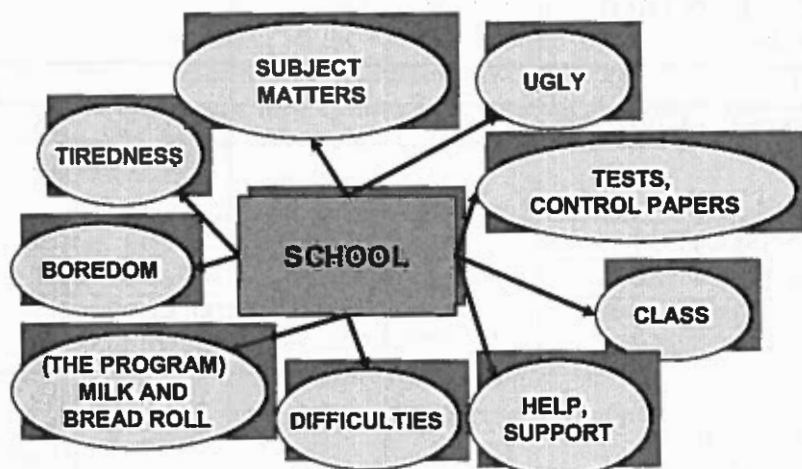 SUBJECT
MATTERS
UGLY
TIREDNESS
TESTS,
CONTROL PAPERS
BOREDOM
SCHOOL
CLASS
(THE PROGRAM)
MILK AND
BREAD ROLL
DIFFICULTIES
HELP,
SUPPORT